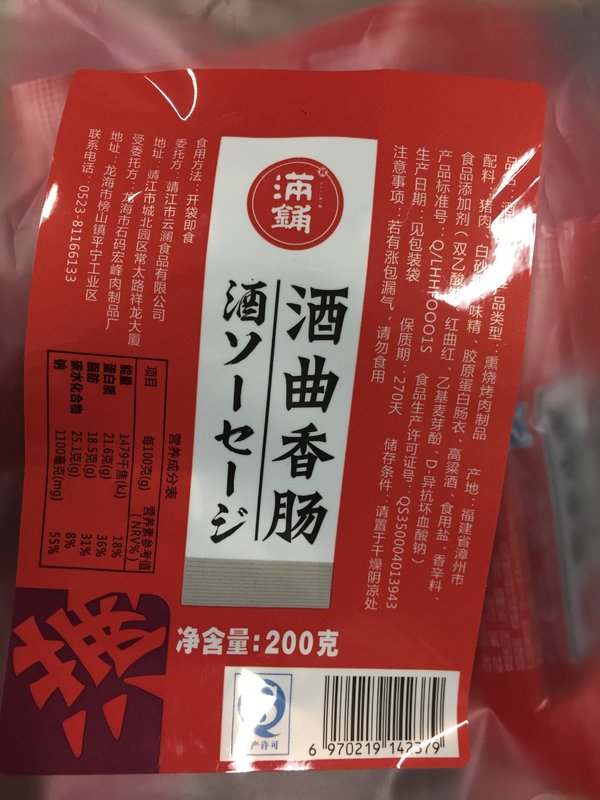 满铺
酒曲香肠
酒ソーセージ
品名：酒
产品类型：熏烧烤肉制品
产地：福建省漳州市
配料：猪肉、白砂
味精、胶原蛋白肠衣、高粱酒、食用盐、香辛料、
食品添加剂（双乙酸
红曲红、乙基麦芽酚、D-异抗坏血酸钠）
产品标准号：Q/LHH
0001S
食品生产许可证号：QS350004013943
生产日期：见包装袋
保质期：270天
储存条件：请置于干燥阴凉处
注意事项：若有涨包漏气，请勿食用
食用方法：开袋即食
委托方：靖江市云澜食品有限公司
地址：靖江市城北园区常太路祥龙大厦
受委托方：龙海市石码宏峰肉制品厂
地址：龙海市榜山镇平宁工业区
联系电话：0523-81166133
营养成分表
项目 每100克(g) 营养素参考值（NRV%）
能量 1479千焦(kJ) 18%
蛋白质 21.6克(g) 36%
脂肪 18.5克(g) 31%
碳水化合物 25.1克(g) 8%
钠 1100毫克(mg) 55%
净含量：200克
产许可
6 970219 142379